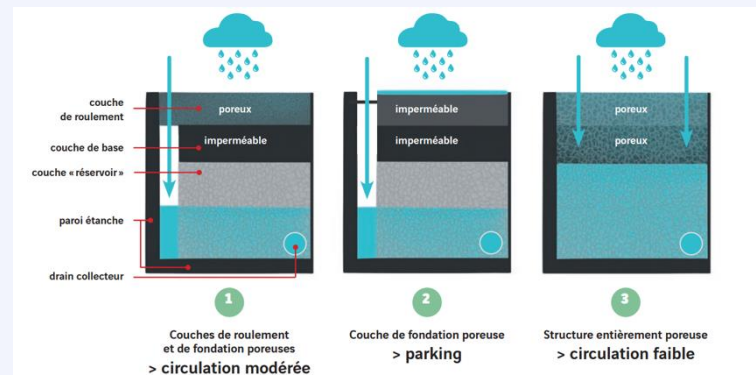 couche
de roulement
couche de base
couche « réservoir »
paroi étanche
drain collecteur
poreux
imperméable
imperméable
imperméable
poreux
poreux
1
Couches de roulement
et de fondation poreuses
> circulation modérée
2
Couche de fondation poreuse
> parking
3
Structure entièrement poreuse
> circulation faible